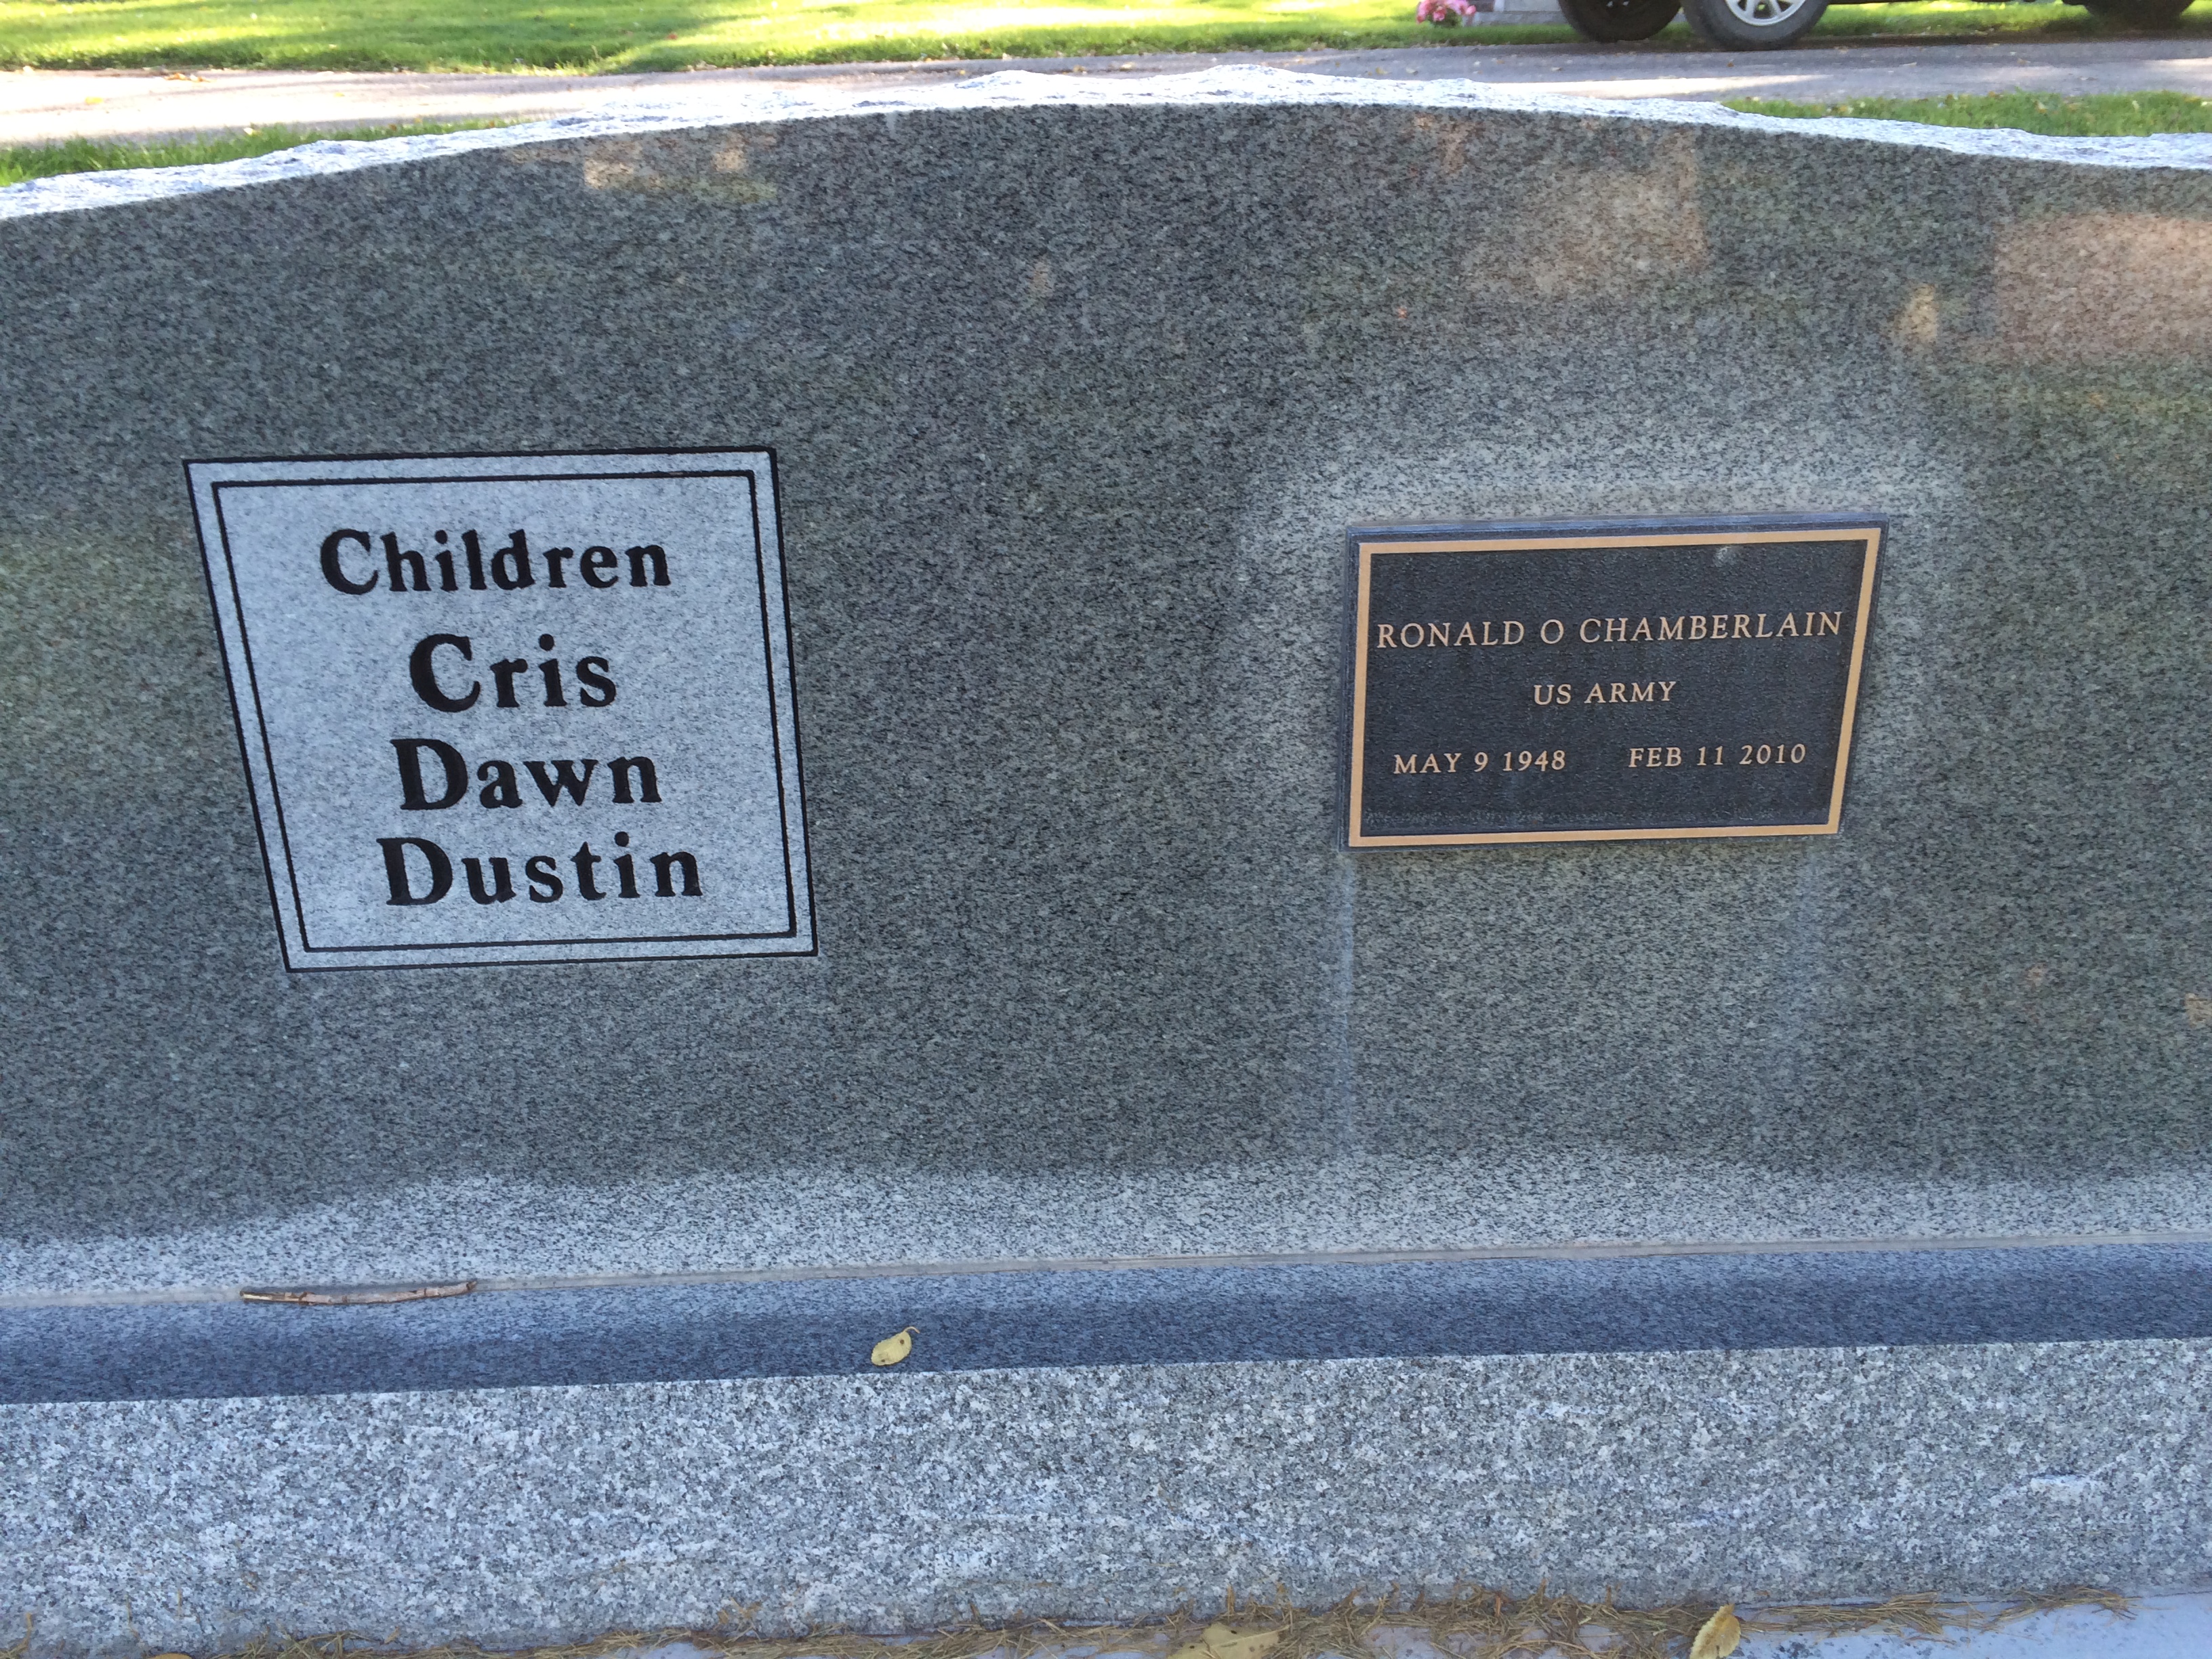 Children
Cris
Dawn
Dustin
RONALD O CHAMBERLAIN
US ARMY
MAY 9 1948 FEB 11 2010